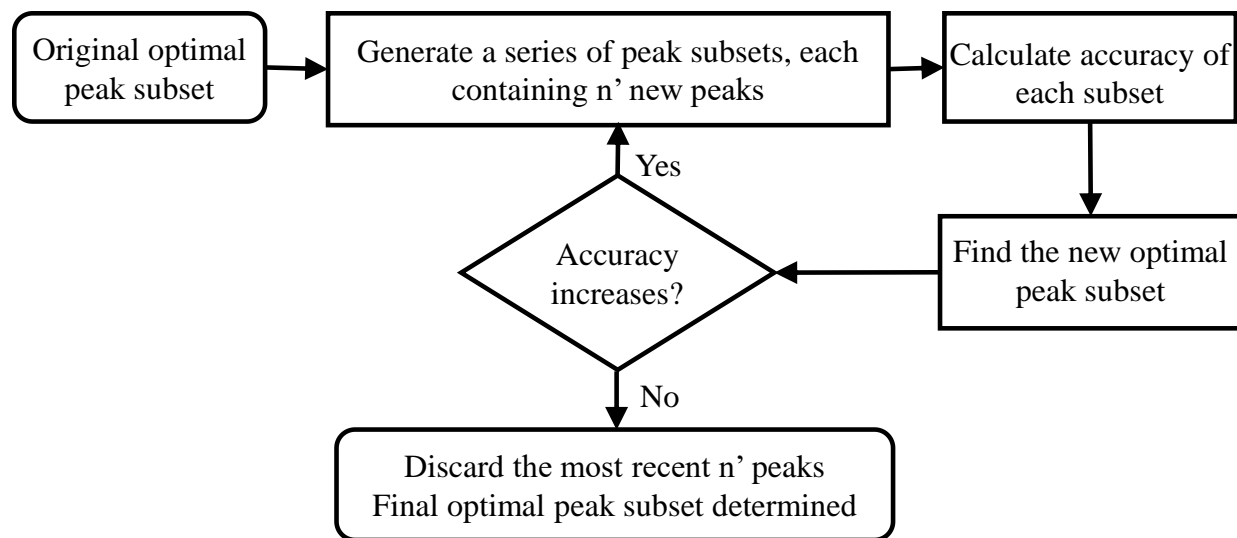 Original optimal
peak subset
Generate a series of peak subsets, each
containing n’ new peaks
Calculate accuracy of
each subset
Yes
Accuracy
increases?
Find the new optimal
peak subset
No
Discard the most recent n’ peaks
Final optimal peak subset determined